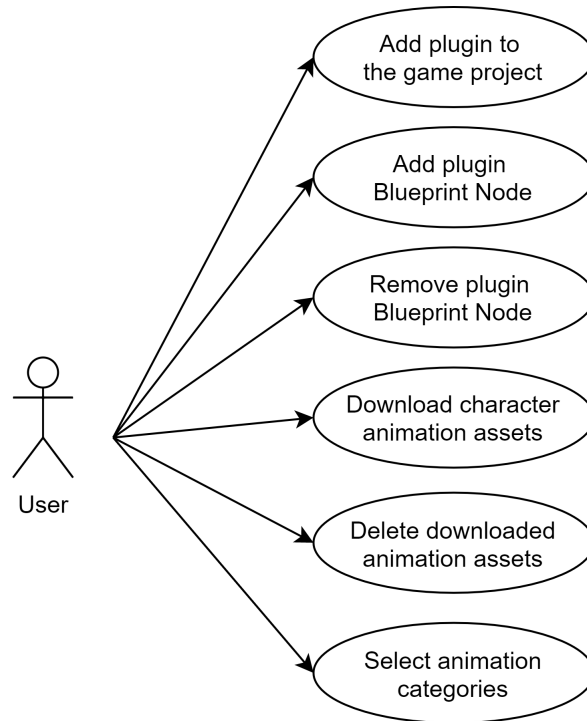 Add plugin to
the game project
Add plugin
Blueprint Node
Remove plugin
Blueprint Node
Download character
animation assets
User
Delete downloaded
animation assets
Select animation
categories